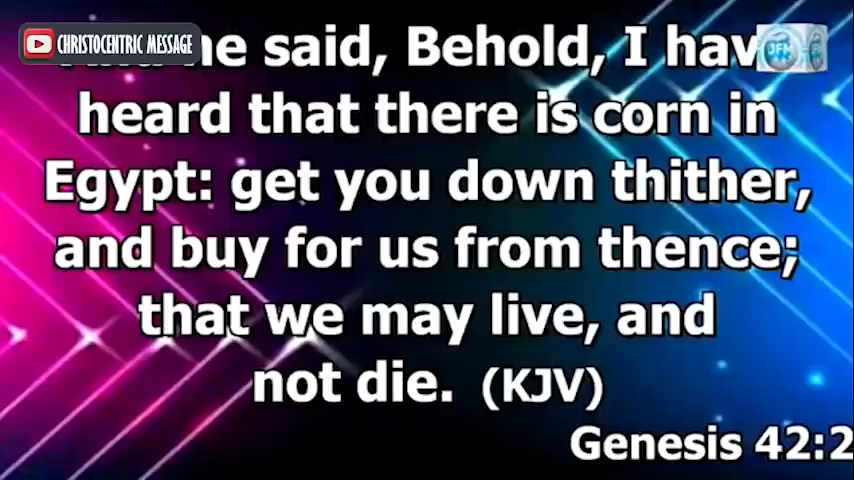 CHRISTOCENTRIC MESSAGE
he said, Behold, I hav
heard that there is corn in
Egypt: get you down thither,
and buy for us from thence;
that we may live, and
not die. (KJV)
Genesis 42:2